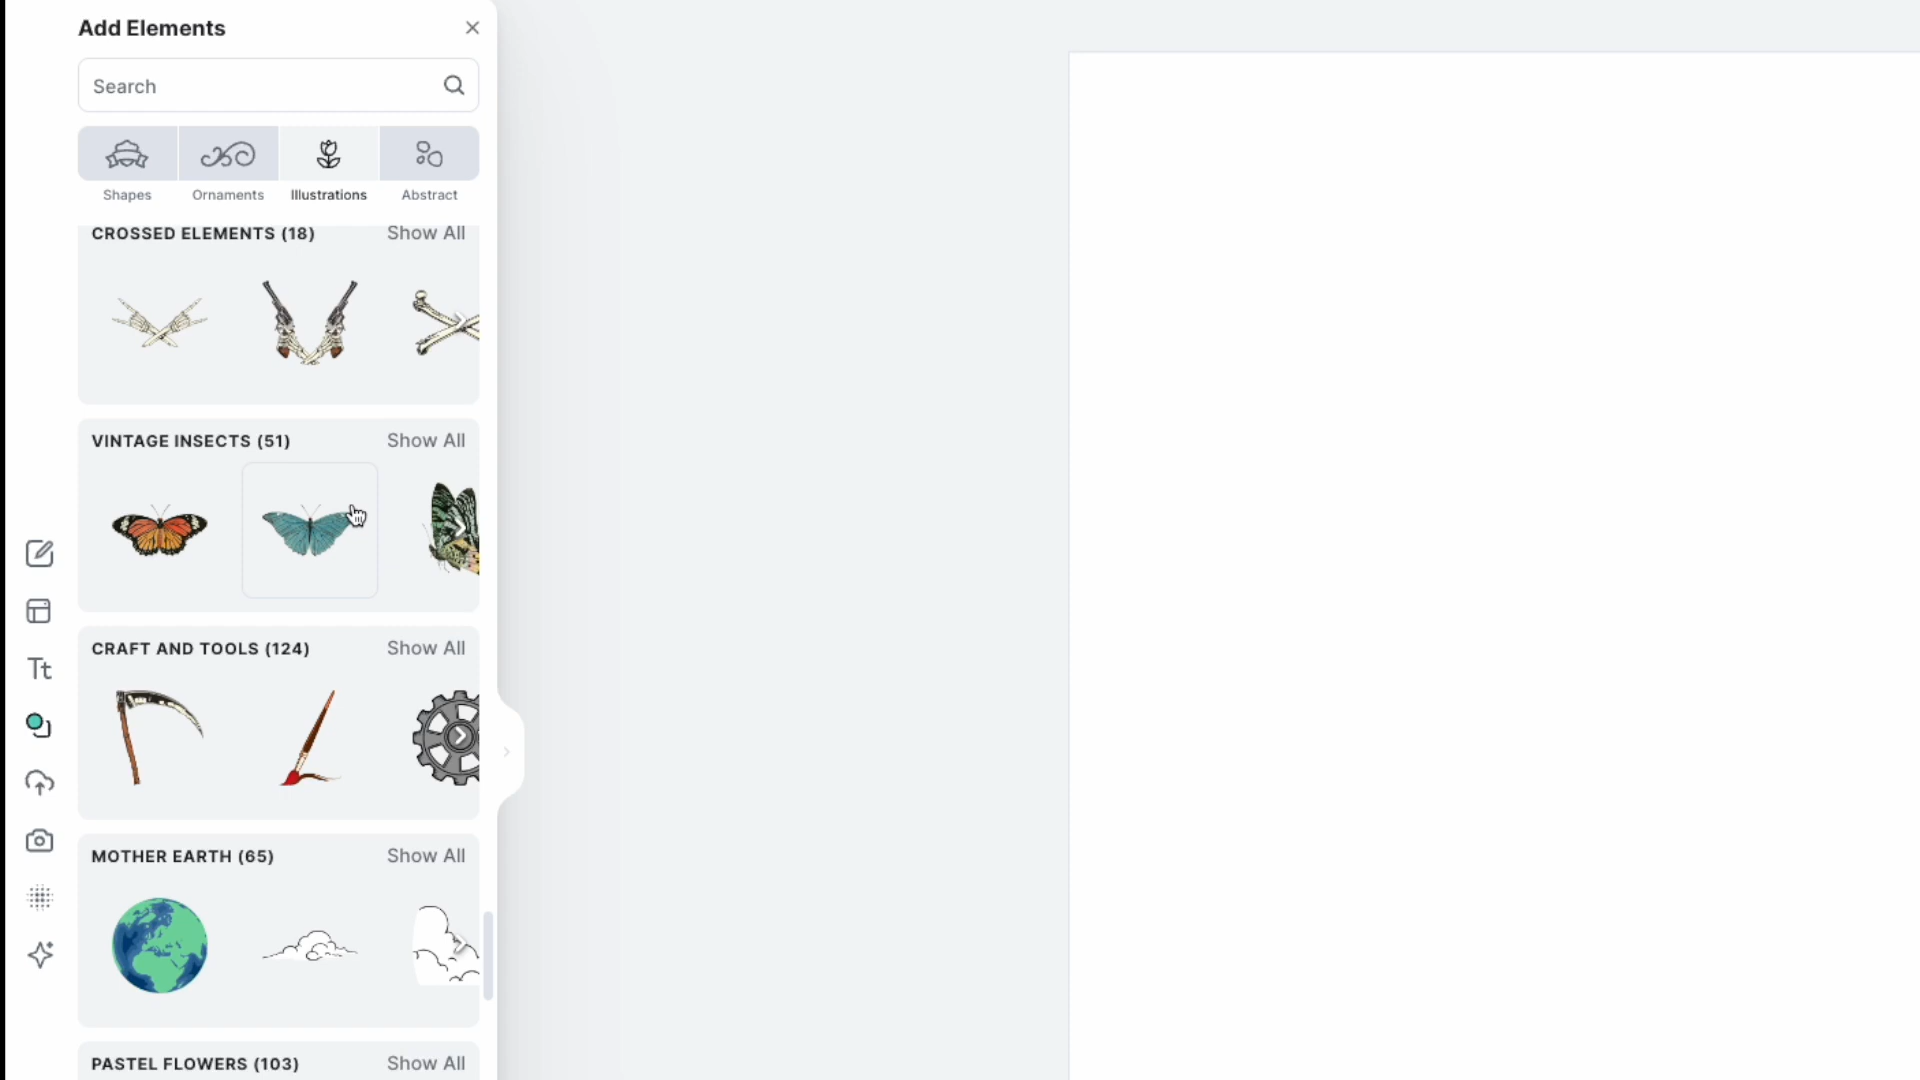 Add Elements
Search
Shapes Ornaments Illustrations Abstract
CROSSED ELEMENTS (18) Show All
VINTAGE INSECTS (51) Show All
CRAFT AND TOOLS (124) Show All
Tt
MOTHER EARTH (65) Show All
PASTEL FLOWERS (103) Show All